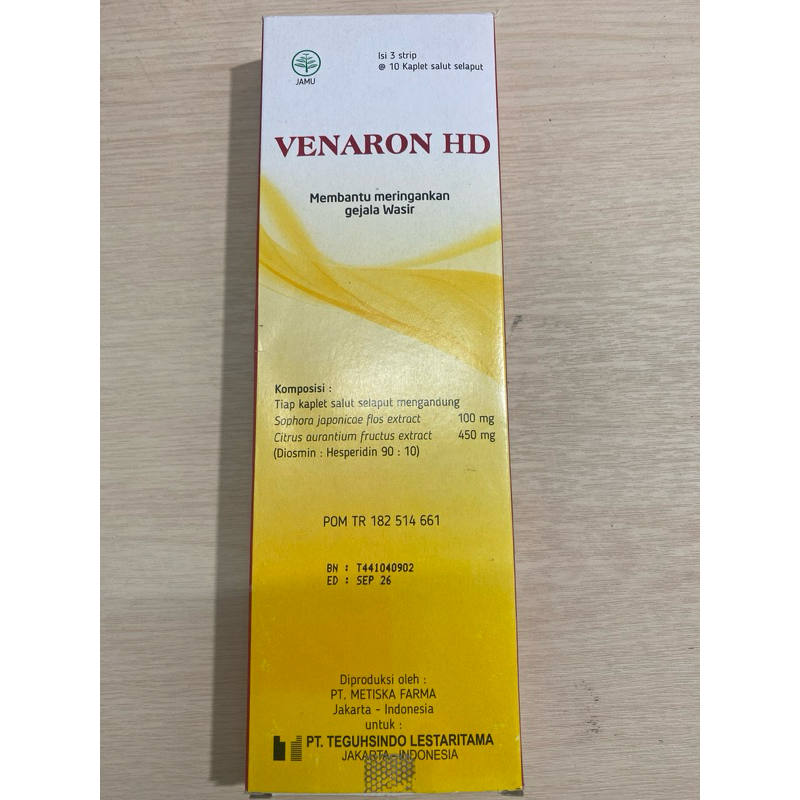 JAMU
Isi 3 strip
@ 10 Kaplet salut selaput
VENARON HD
Membantu meringankan
gejala Wasir
Komposisi :
Tiap kaplet salut selaput mengandung
Sophora japonicae flos extract 100 mg
Citrus aurantium fructus extract 450 mg
(Diosmin : Hesperidin 90 : 10)
POM TR 182 514 661
BN : T441040902
ED : SEP 26
Diproduksi oleh :
PT. METISKA FARMA
Jakarta - Indonesia
untuk :
PT. TEGUHSINDO LESTARITAMA
JAKARTA-INDONESIA